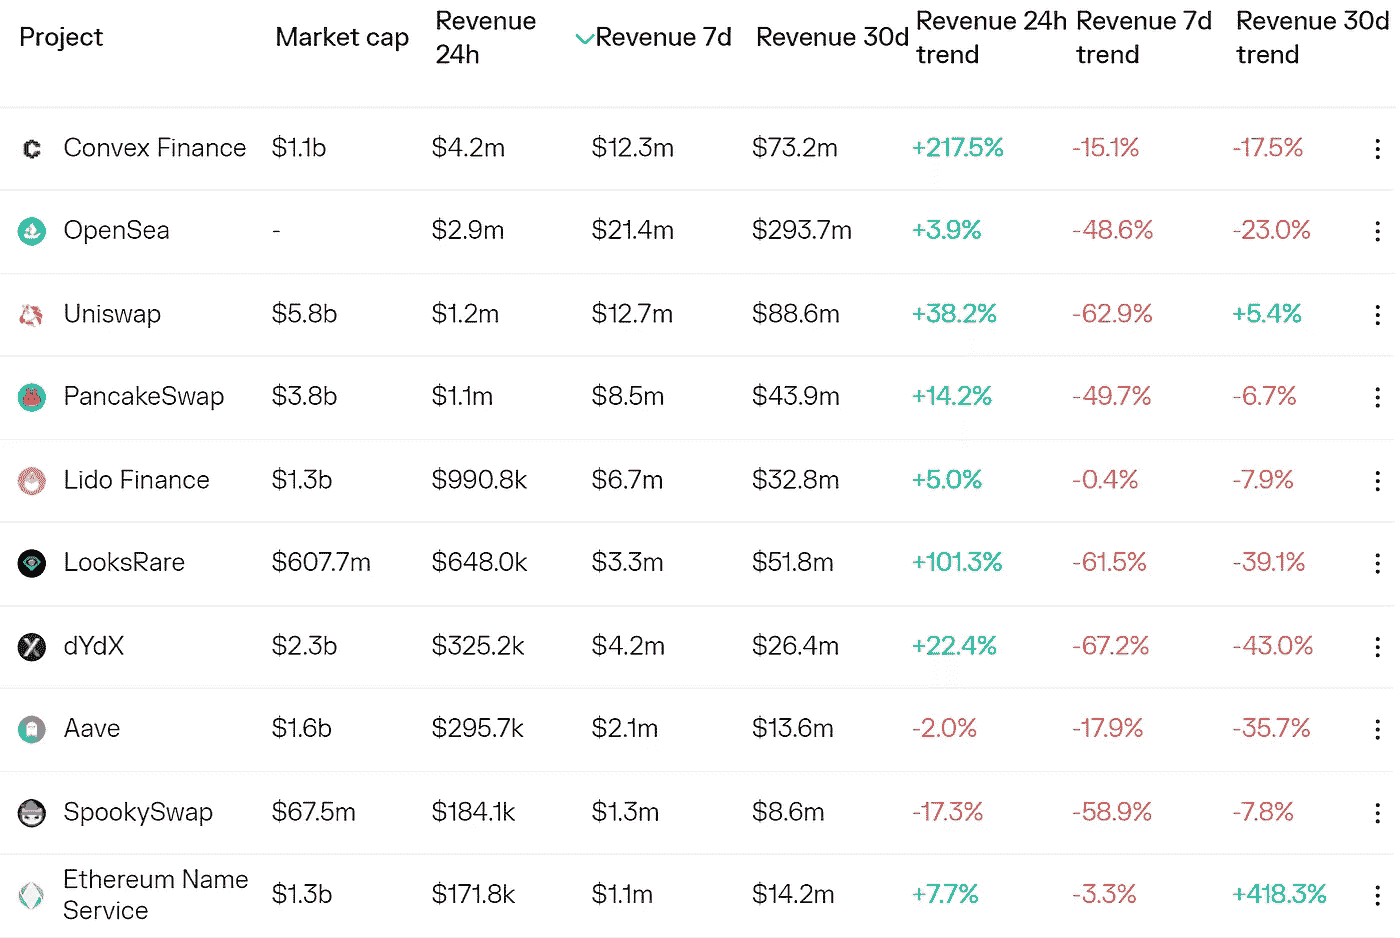 Project Market cap Revenue 24h Revenue 7d Revenue 30d Revenue 24h trend Revenue 7d trend Revenue 30d trend
Convex Finance $1.1b $4.2m $12.3m $73.2m +217.5% -15.1% -17.5%
OpenSea - $2.9m $21.4m $293.7m +3.9% -48.6% -23.0%
Uniswap $5.8b $1.2m $12.7m $88.6m +38.2% -62.9% +5.4%
PancakeSwap $3.8b $1.1m $8.5m $43.9m +14.2% -49.7% -6.7%
Lido Finance $1.3b $990.8k $6.7m $32.8m +5.0% -0.4% -7.9%
LooksRare $607.7m $648.0k $3.3m $51.8m +101.3% -61.5% -39.1%
dYdX $2.3b $325.2k $4.2m $26.4m +22.4% -67.2% -43.0%
Aave $1.6b $295.7k $2.1m $13.6m -2.0% -17.9% -35.7%
SpookySwap $67.5m $184.1k $1.3m $8.6m -17.3% -58.9% -7.8%
Ethereum Name Service $1.3b $171.8k $1.1m $14.2m +7.7% -3.3% +418.3%